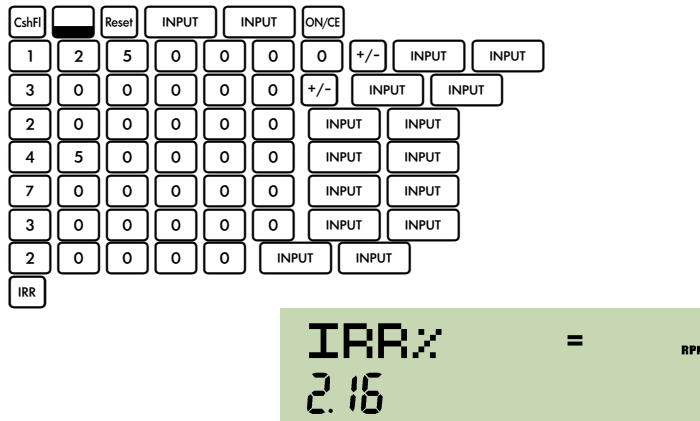 CshFl Reset INPUT INPUT ON/CE
1 2 5 0 0 0 0 +/- INPUT INPUT
3 0 0 0 0 0 +/- INPUT INPUT
2 0 0 0 0 0 INPUT INPUT
4 5 0 0 0 0 INPUT INPUT
7 0 0 0 0 0 INPUT INPUT
3 0 0 0 0 0 INPUT INPUT
2 0 0 0 0 INPUT INPUT
IRR
IRR% =
2.16